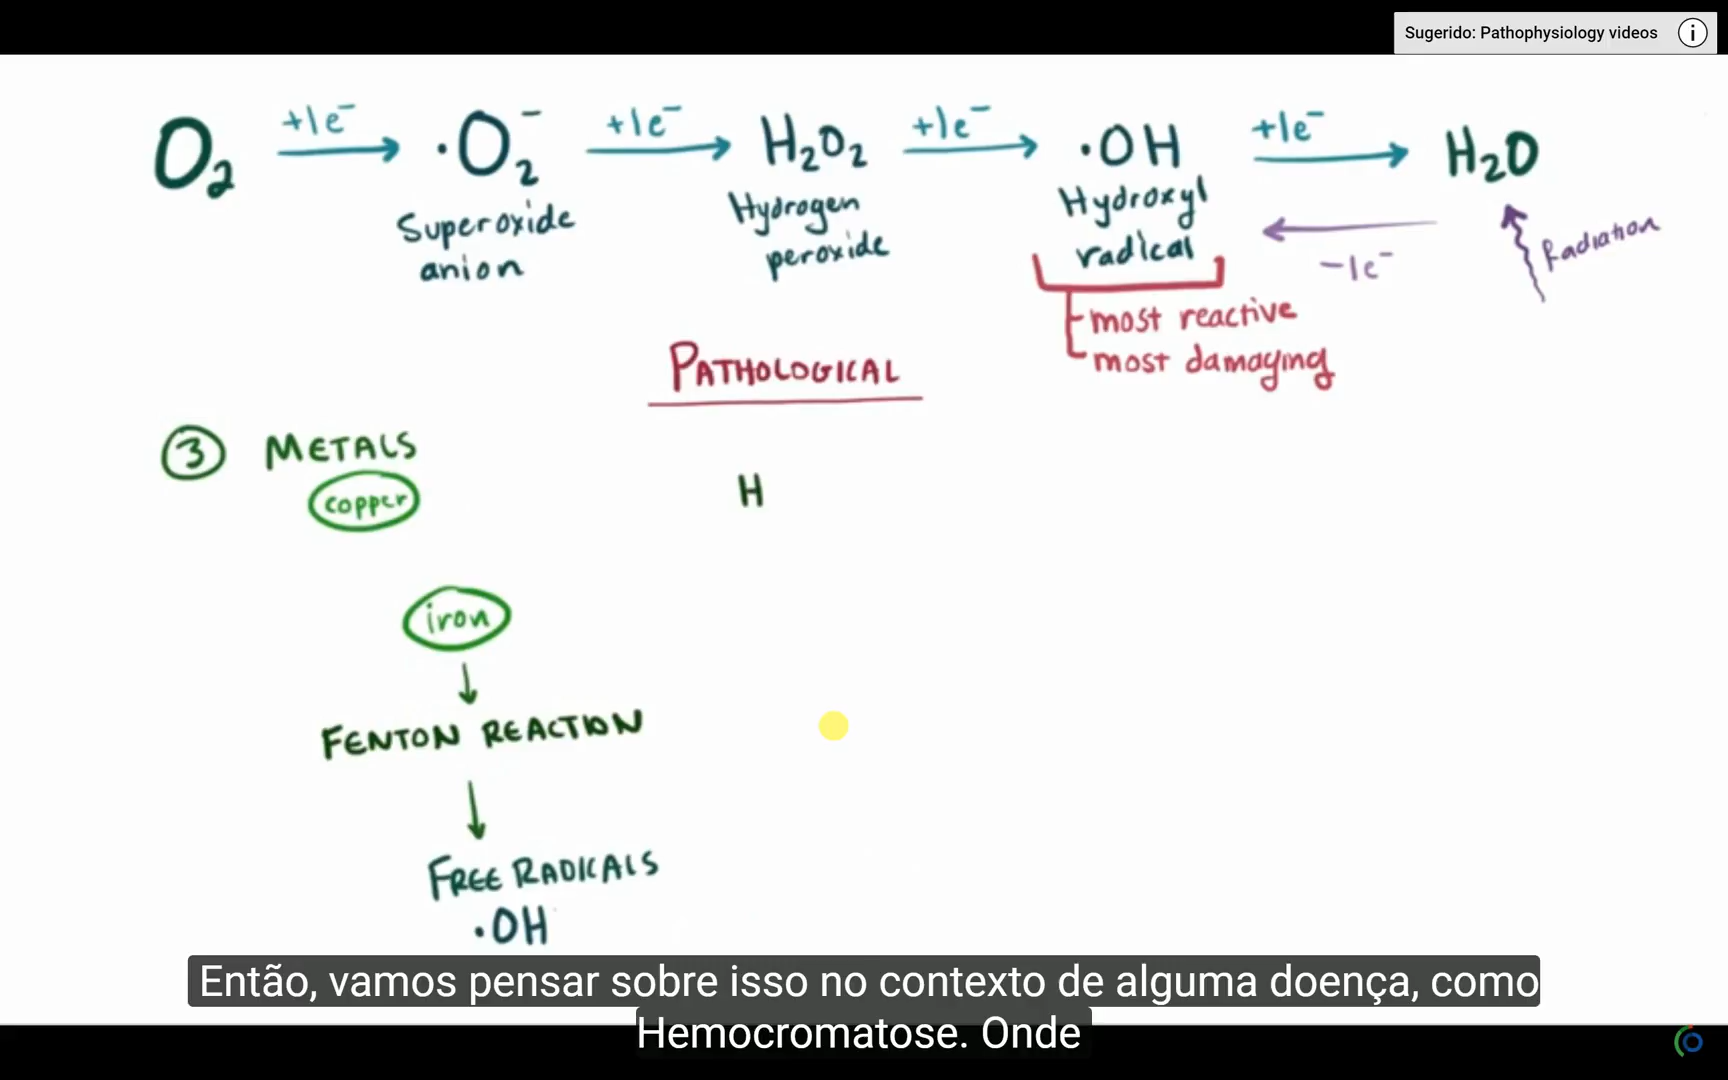 Sugerido: Pathophysiology videos
O2 +1e- ·O2- +1e- H2O2 +1e- ·OH +1e- H2O
Superoxide anion
Hydrogen peroxide
Hydroxyl radical
-1e-
Radiation
most reactive
most damaging
PATHOLOGICAL
3 METALS
copper
H
iron
FENTON REACTION
FREE RADICALS
·OH
Então, vamos pensar sobre isso no contexto de alguma doença, como
Hemocromatose. Onde